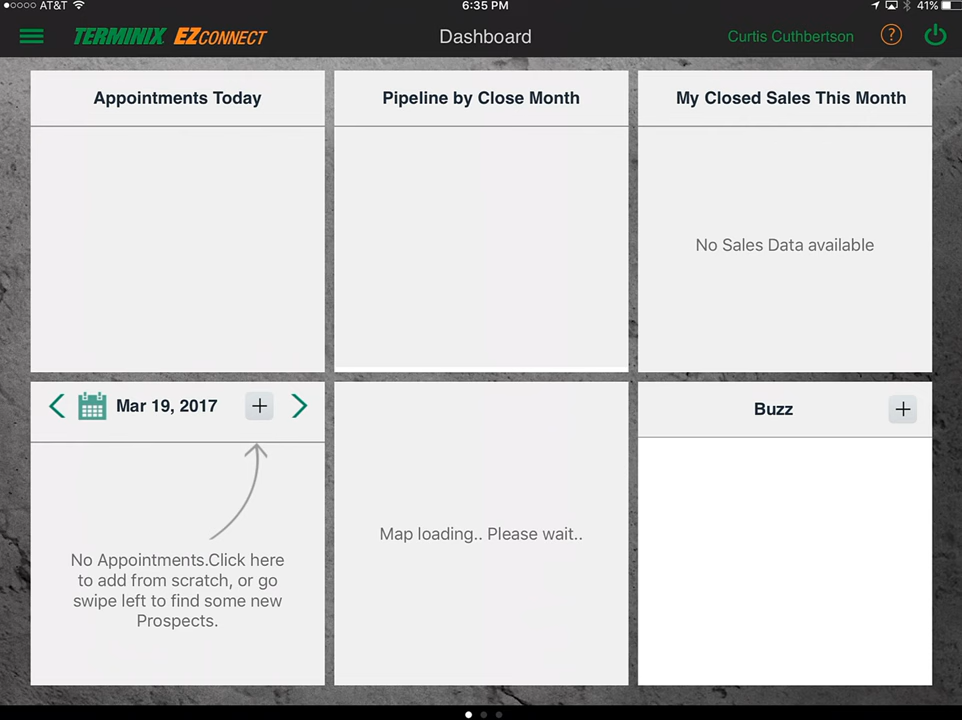 AT&T 6:35 PM 41%
TERMINIX EZCONNECT Dashboard Curtis Cuthbertson ?
Appointments Today
Pipeline by Close Month
My Closed Sales This Month
No Sales Data available
Mar 19, 2017 +
No Appointments.Click here
to add from scratch, or go
swipe left to find some new
Prospects.
Map loading.. Please wait..
Buzz +